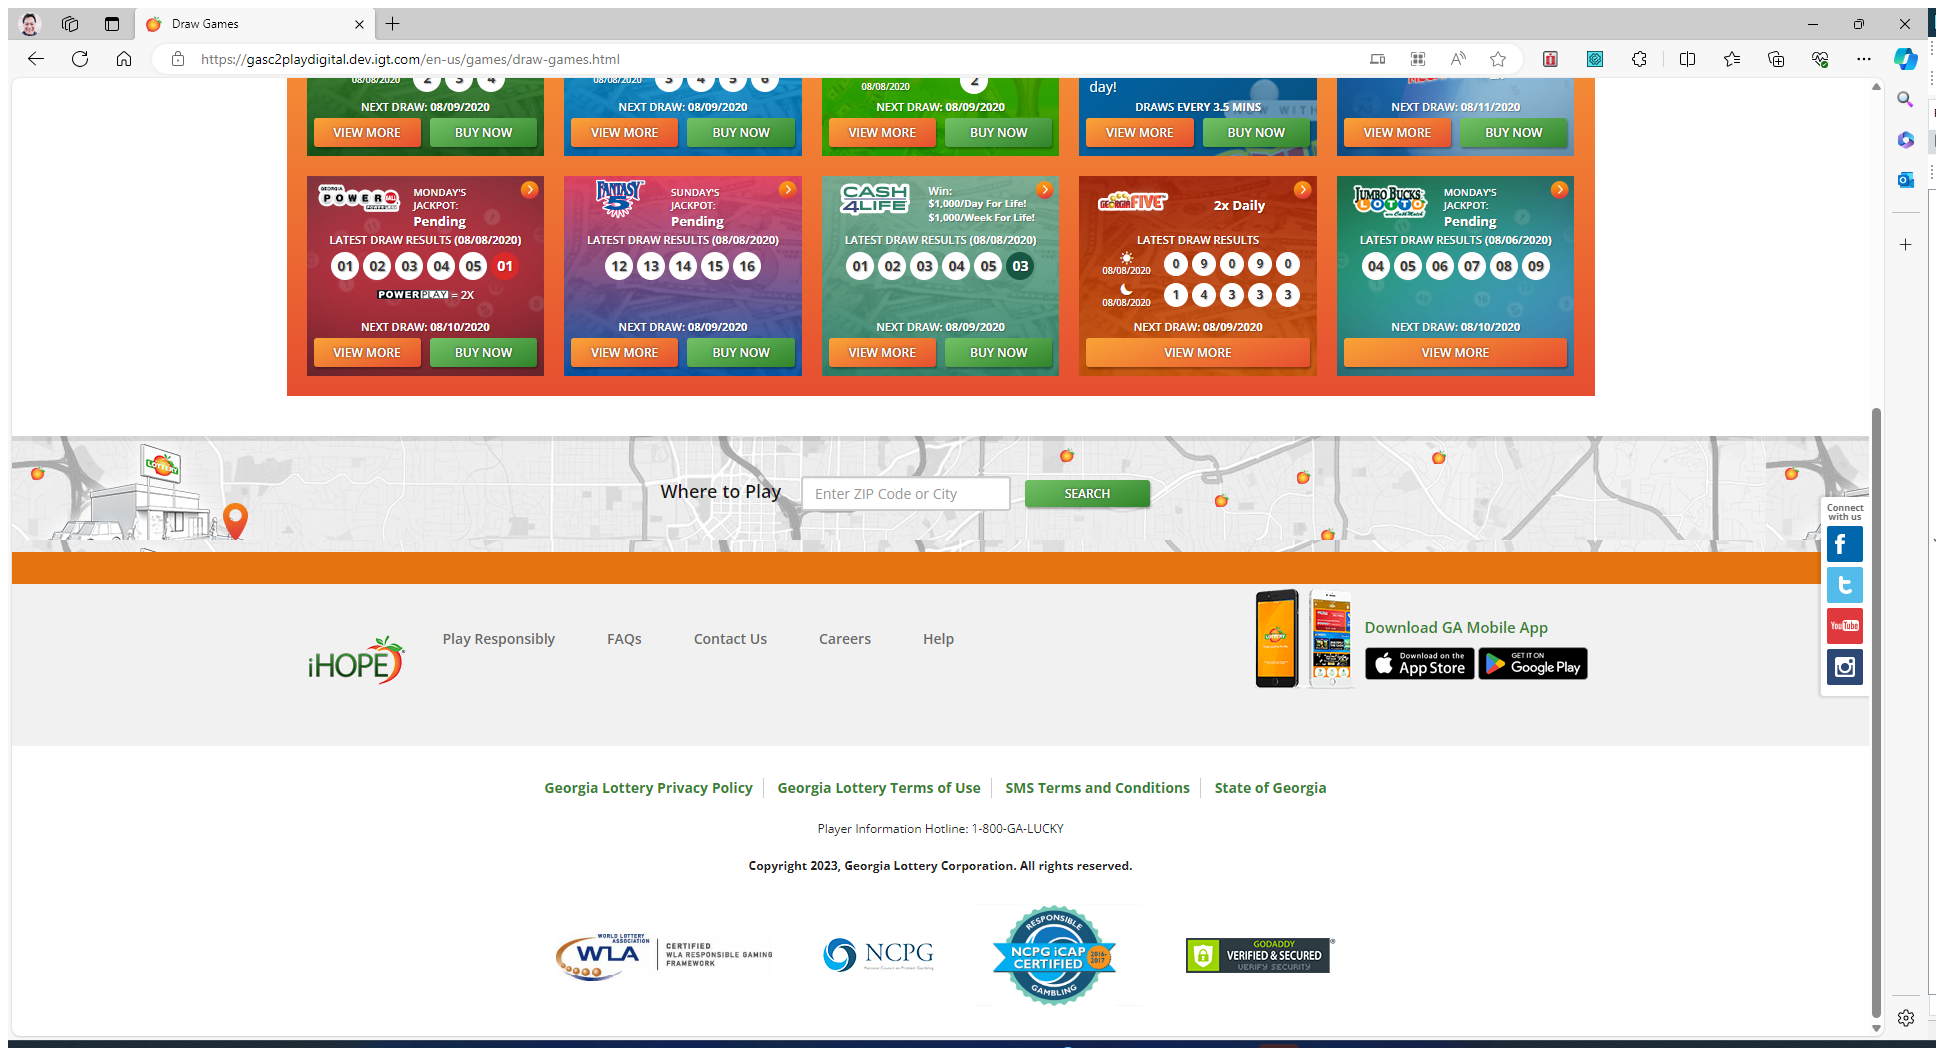 Draw Games
https://gasc2playdigital.dev.igt.com/en-us/games/draw-games.html
08/08/2020 2 3 4
NEXT DRAW: 08/09/2020
VIEW MORE BUY NOW
08/08/2020 3 4 5 6
NEXT DRAW: 08/09/2020
VIEW MORE BUY NOW
08/08/2020 2
NEXT DRAW: 08/09/2020
VIEW MORE BUY NOW
day!
DRAWS EVERY 3.5 MINS
VIEW MORE BUY NOW
NEXT DRAW: 08/11/2020
VIEW MORE BUY NOW
GEORGIA
POWERBALL
MONDAY'S
JACKPOT:
Pending
LATEST DRAW RESULTS (08/08/2020)
01 02 03 04 05 01
POWERPLAY = 2X
NEXT DRAW: 08/10/2020
VIEW MORE BUY NOW
FANTASY 5
SUNDAY'S
JACKPOT:
Pending
LATEST DRAW RESULTS (08/08/2020)
12 13 14 15 16
NEXT DRAW: 08/09/2020
VIEW MORE BUY NOW
CASH
4LIFE
Win:
$1,000/Day For Life!
$1,000/Week For Life!
LATEST DRAW RESULTS (08/08/2020)
01 02 03 04 05 03
NEXT DRAW: 08/09/2020
VIEW MORE BUY NOW
GEORGIA FIVE
2x Daily
LATEST DRAW RESULTS
08/08/2020 0 9 0 9 0
08/08/2020 1 4 3 3 3
NEXT DRAW: 08/09/2020
VIEW MORE
JUMBO BUCKS
LOTTO
with CashMatch
MONDAY'S
JACKPOT:
Pending
LATEST DRAW RESULTS (08/06/2020)
04 05 06 07 08 09
NEXT DRAW: 08/10/2020
VIEW MORE
LOTTERY
Where to Play
Enter ZIP Code or City
SEARCH
Connect
with us
f
t
YouTube
iHOPE
Play Responsibly FAQs Contact Us Careers Help
Download GA Mobile App
Download on the
App Store
GET IT ON
Google Play
Georgia Lottery Privacy Policy Georgia Lottery Terms of Use SMS Terms and Conditions State of Georgia
Player Information Hotline: 1-800-GA-LUCKY
Copyright 2023, Georgia Lottery Corporation. All rights reserved.
WORLD LOTTERY
ASSOCIATION
WLA
CERTIFIED
WLA RESPONSIBLE GAMING
FRAMEWORK
NCPG
National Council on Problem Gambling
RESPONSIBLE
NCPG iCAP
CERTIFIED
2016-
2017
GAMBLING
GODADDY
VERIFIED & SECURED
VERIFY SECURITY